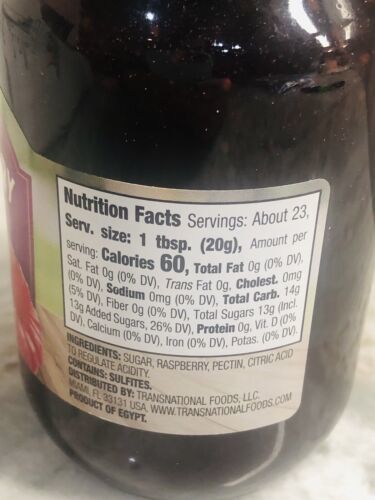 Y
Nutrition Facts Servings: About 23,
Serv. size: 1 tbsp. (20g), Amount per
serving: Calories 60, Total Fat 0g (0% DV),
Sat. Fat 0g (0% DV), Trans Fat 0g, Cholest. 0mg
(0% DV), Sodium 0mg (0% DV), Total Carb. 14g
(5% DV), Fiber 0g (0% DV), Total Sugars 13g (Incl.
13g Added Sugars, 26% DV), Protein 0g, Vit. D (0%
DV), Calcium (0% DV), Iron (0% DV), Potas. (0% DV).
INGREDIENTS: SUGAR, RASPBERRY, PECTIN, CITRIC ACID
TO REGULATE ACIDITY.
CONTAINS: SULFITES.
DISTRIBUTED BY: TRANSNATIONAL FOODS, LLC.
MIAMI, FL 33131 USA. WWW.TRANSNATIONALFOODS.COM
PRODUCT OF EGYPT.